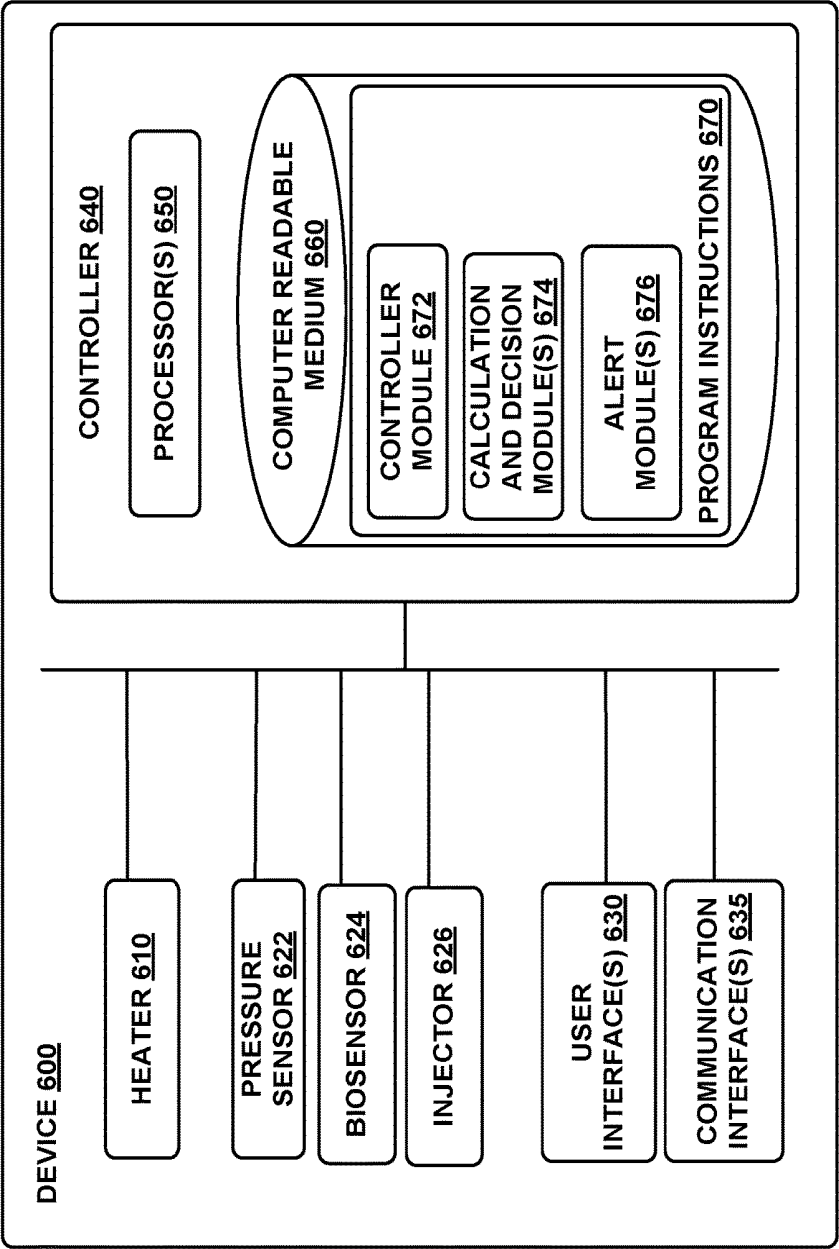 DEVICE 600
HEATER 610
PRESSURE
SENSOR 622
BIOSENSOR 624
INJECTOR 626
USER
INTERFACE(S) 630
COMMUNICATION
INTERFACE(S) 635
CONTROLLER 640
PROCESSOR(S) 650
COMPUTER READABLE
MEDIUM 660
CONTROLLER
MODULE 672
CALCULATION
AND DECISION
MODULE(S) 674
ALERT
MODULE(S) 676
PROGRAM INSTRUCTIONS 670